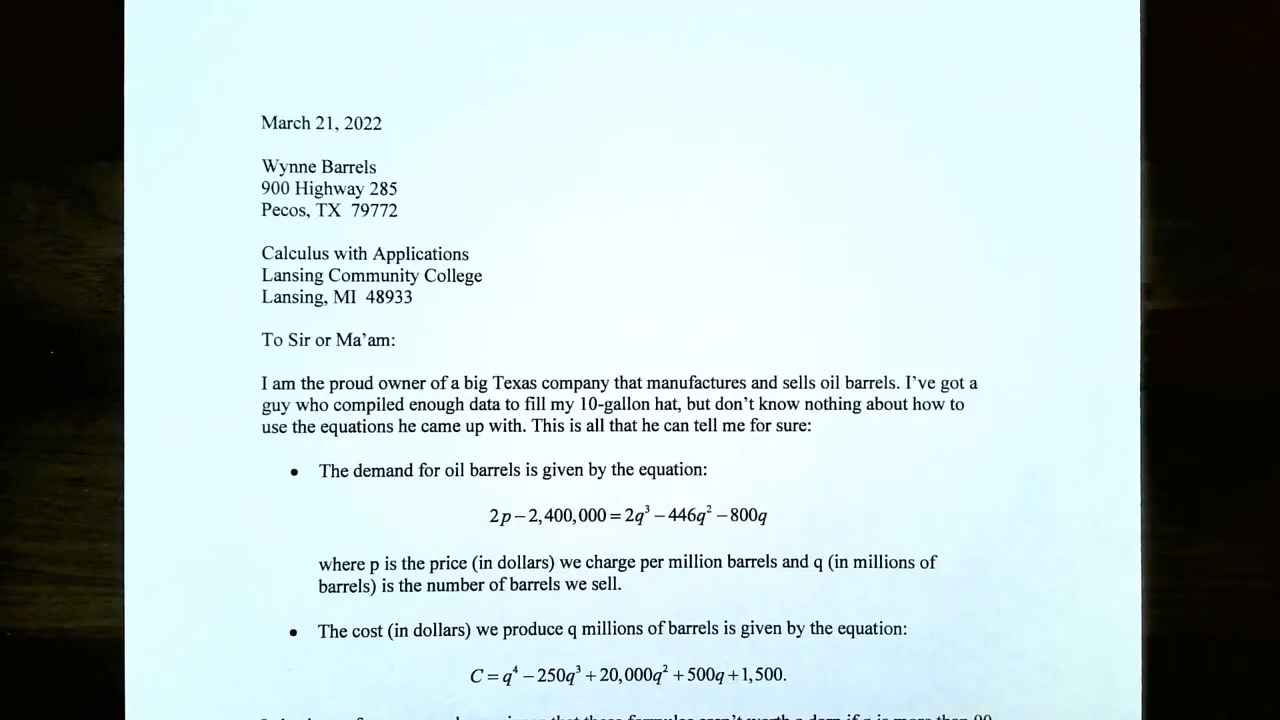 March 21, 2022
Wynne Barrels
900 Highway 285
Pecos, TX 79772
Calculus with Applications
Lansing Community College
Lansing, MI 48933
To Sir or Ma’am:
I am the proud owner of a big Texas company that manufactures and sells oil barrels. I’ve got a
guy who compiled enough data to fill my 10-gallon hat, but don’t know nothing about how to
use the equations he came up with. This is all that he can tell me for sure:
• The demand for oil barrels is given by the equation:
2p − 2,400,000 = 2q³ − 446q² − 800q
where p is the price (in dollars) we charge per million barrels and q (in millions of
barrels) is the number of barrels we sell.
• The cost (in dollars) we produce q millions of barrels is given by the equation:
C = q⁴ − 250q³ + 20,000q² + 500q + 1,500.